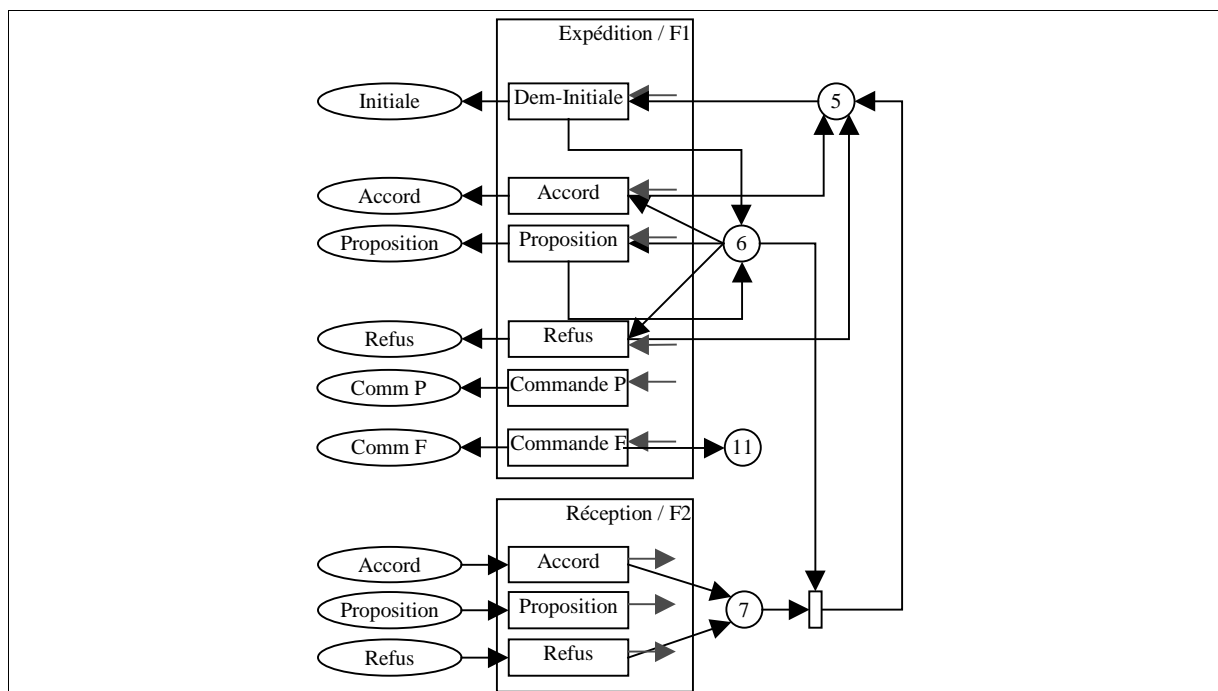 Expédition / F1
Initiale
Dem-Initiale
5
Accord
Accord
Proposition
Proposition
6
Refus
Refus
Comm P
Commande P
Comm F
Commande F
11
Réception / F2
Accord
Accord
Proposition
Proposition
7
Refus
Refus